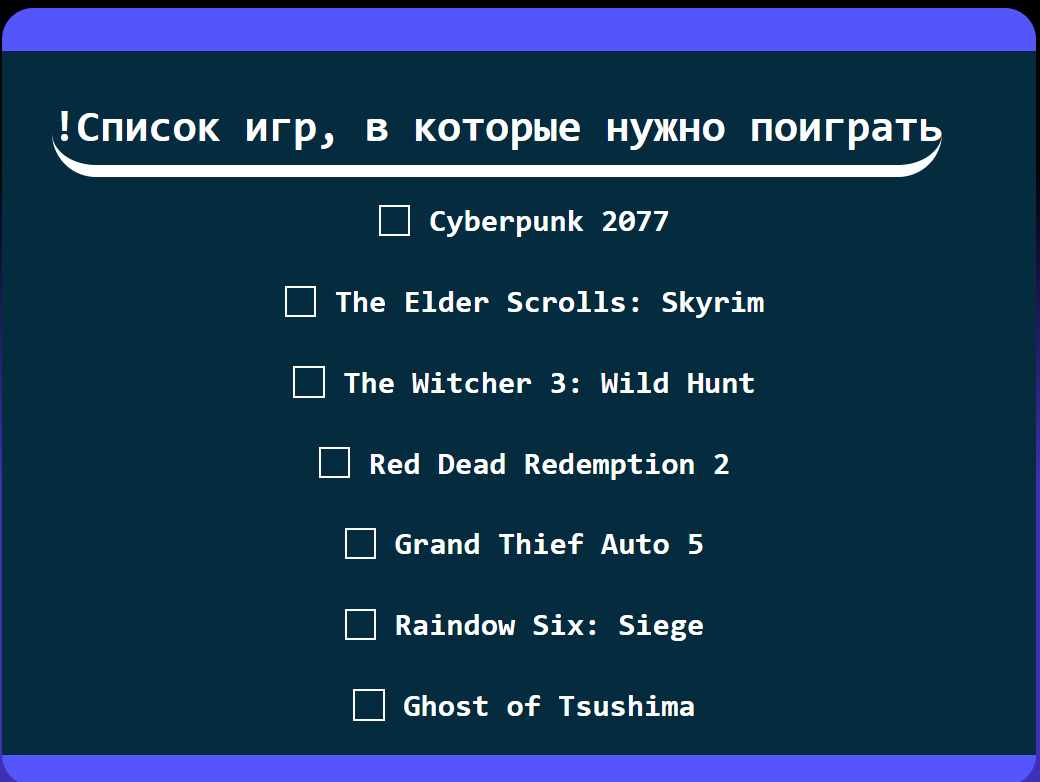 !Список игр, в которые нужно поиграть
Cyberpunk 2077
The Elder Scrolls: Skyrim
The Witcher 3: Wild Hunt
Red Dead Redemption 2
Grand Thief Auto 5
Raindow Six: Siege
Ghost of Tsushima